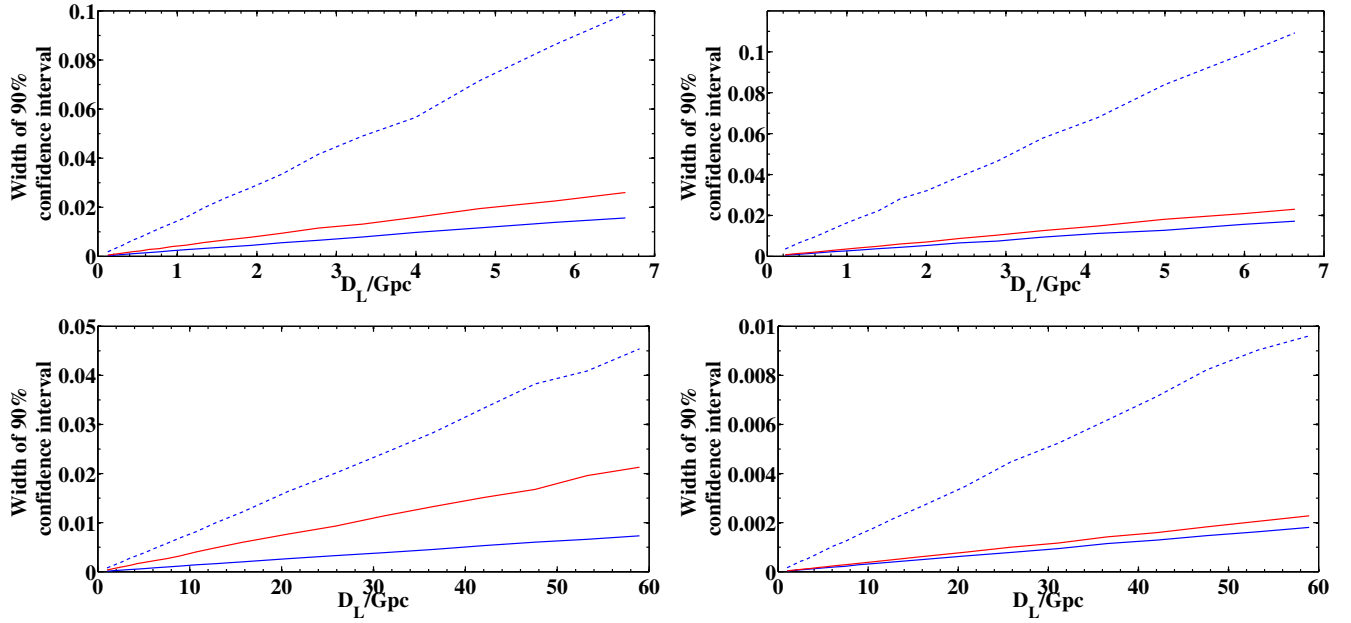 Width of 90%
confidence interval
0.1
0.08
0.06
0.04
0.02
0
0 1 2 3 4 5 6 7
D_L/Gpc
Width of 90%
confidence interval
0.1
0.08
0.06
0.04
0.02
0
0 1 2 3 4 5 6 7
D_L/Gpc
Width of 90%
confidence interval
0.05
0.04
0.03
0.02
0.01
0
0 10 20 30 40 50 60
D_L/Gpc
Width of 90%
confidence interval
0.01
0.008
0.006
0.004
0.002
0
0 10 20 30 40 50 60
D_L/Gpc